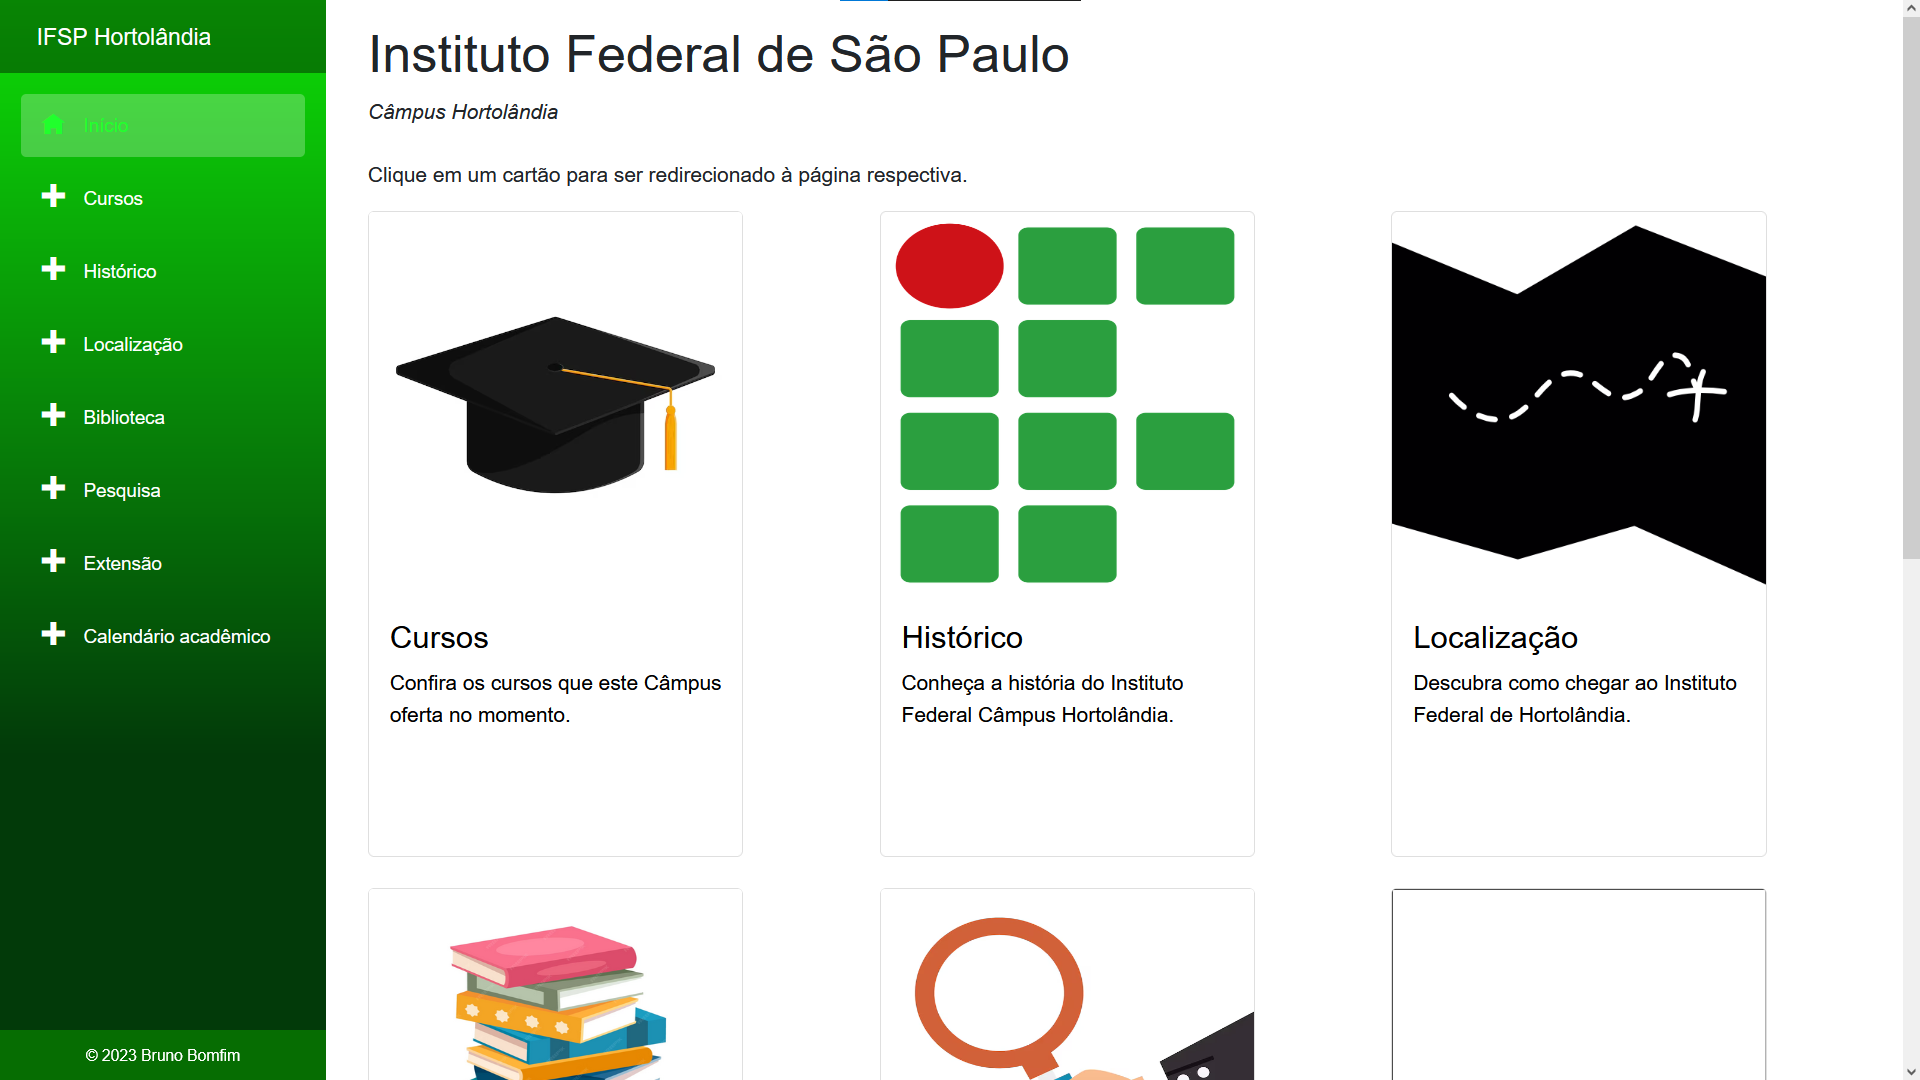 IFSP Hortolândia
Início
Cursos
Histórico
Localização
Biblioteca
Pesquisa
Extensão
Calendário acadêmico
© 2023 Bruno Bomfim
Instituto Federal de São Paulo
Câmpus Hortolândia
Clique em um cartão para ser redirecionado à página respectiva.
Cursos
Confira os cursos que este Câmpus
oferta no momento.
Histórico
Conheça a história do Instituto
Federal Câmpus Hortolândia.
Localização
Descubra como chegar ao Instituto
Federal de Hortolândia.